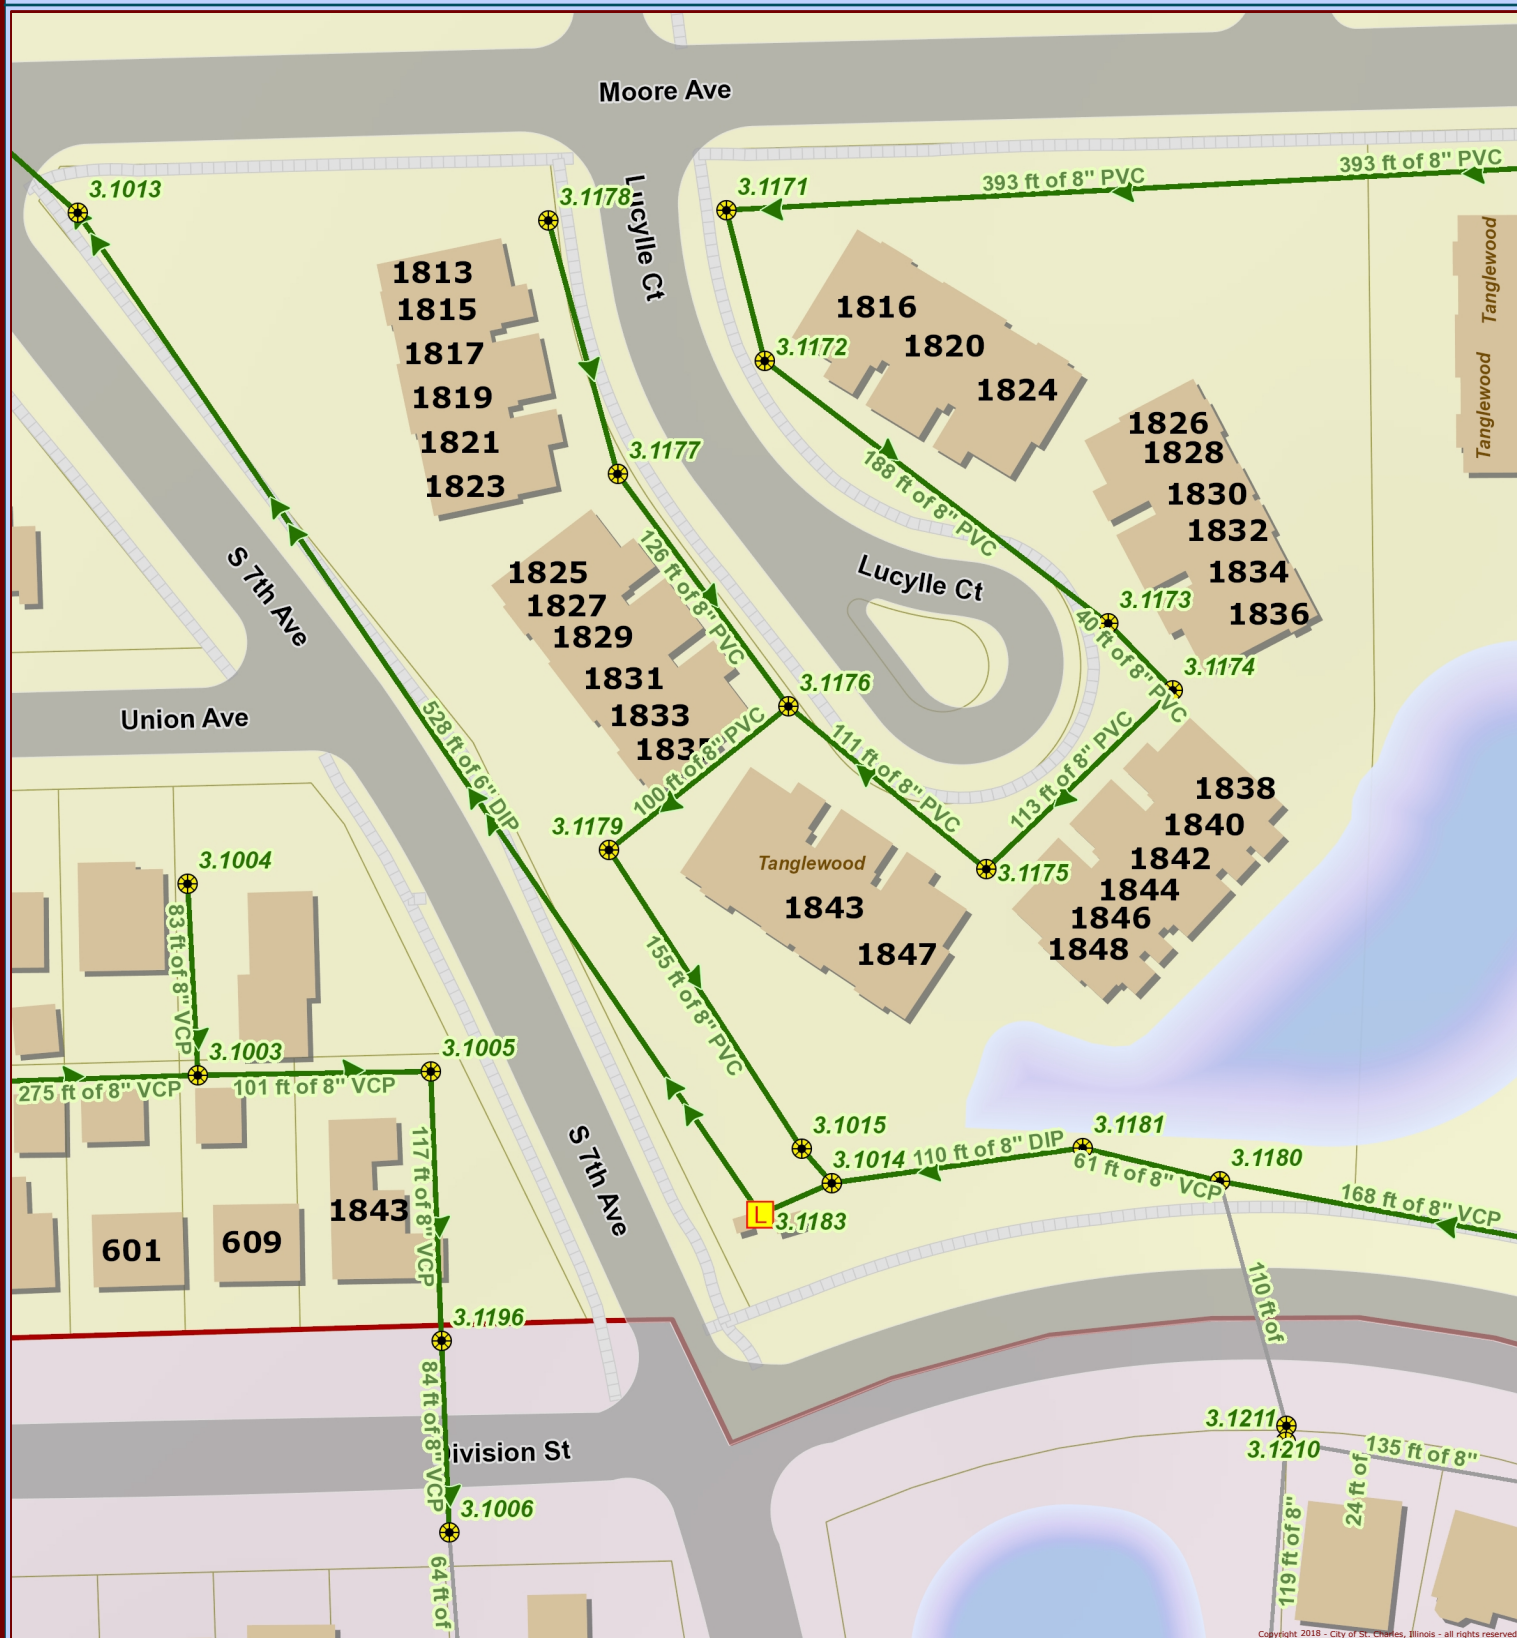 Moore Ave
393 ft of 8" PVC
393 ft of 8" PVC
3.1013
3.1178
3.1171
Lucylle Ct
Tanglewood
1813
1815
1817
1819
1821
1823
1816
1820
1824
3.1172
Tanglewood
1826
1828
1830
1832
1834
1836
3.1177
188 ft of 8" PVC
S 7th Ave
126 ft of 8" PVC
Lucylle Ct
1825
1827
1829
1831
1833
3.1173
40 ft of 8" PVC
3.1174
3.1176
Union Ave
528 ft of 6" DIP
100 ft of 8" PVC
111 ft of 8" PVC
113 ft of 8" PVC
1838
1840
1842
1844
1846
1848
3.1179
3.1175
Tanglewood
1843
1847
3.1004
83 ft of 8" VCP
155 ft of 8" PVC
3.1003
3.1005
275 ft of 8" VCP
101 ft of 8" VCP
3.1015
3.1014
110 ft of 8" DIP
3.1181
61 ft of 8" VCP
3.1180
168 ft of 8" VCP
117 ft of 8" VCP
S 7th Ave
L
3.1183
1843
601
609
110 ft of
3.1196
84 ft of 8" VCP
ivision St
3.1211
3.1210
135 ft of 8"
24 ft of
119 ft of 8"
3.1006
64 ft of
Copyright 2018 - City of St. Charles, Illinois - all rights reserved